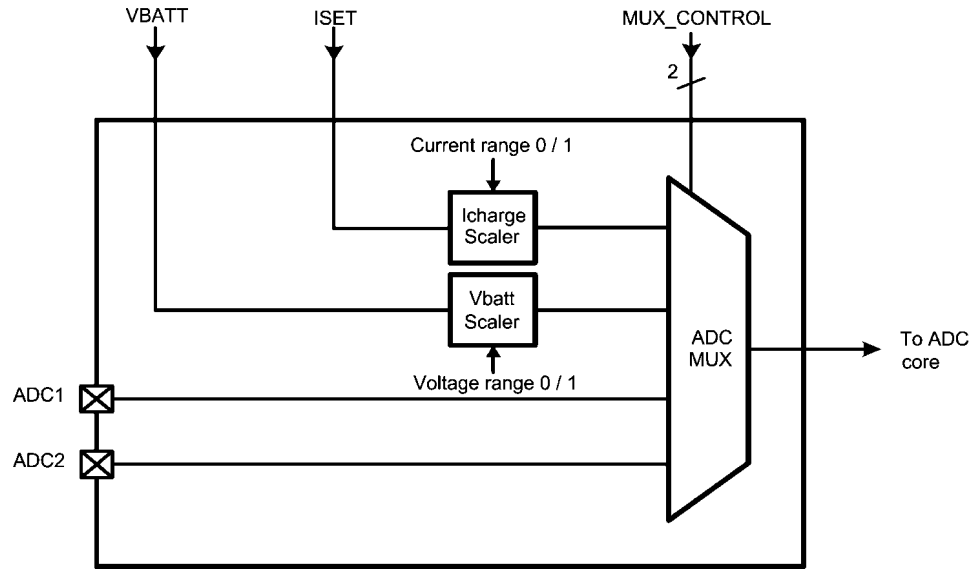 VBATT
ISET
MUX_CONTROL
2
Current range 0 / 1
Icharge
Scaler
Vbatt
Scaler
ADC
MUX
To ADC
core
Voltage range 0 / 1
ADC1
ADC2